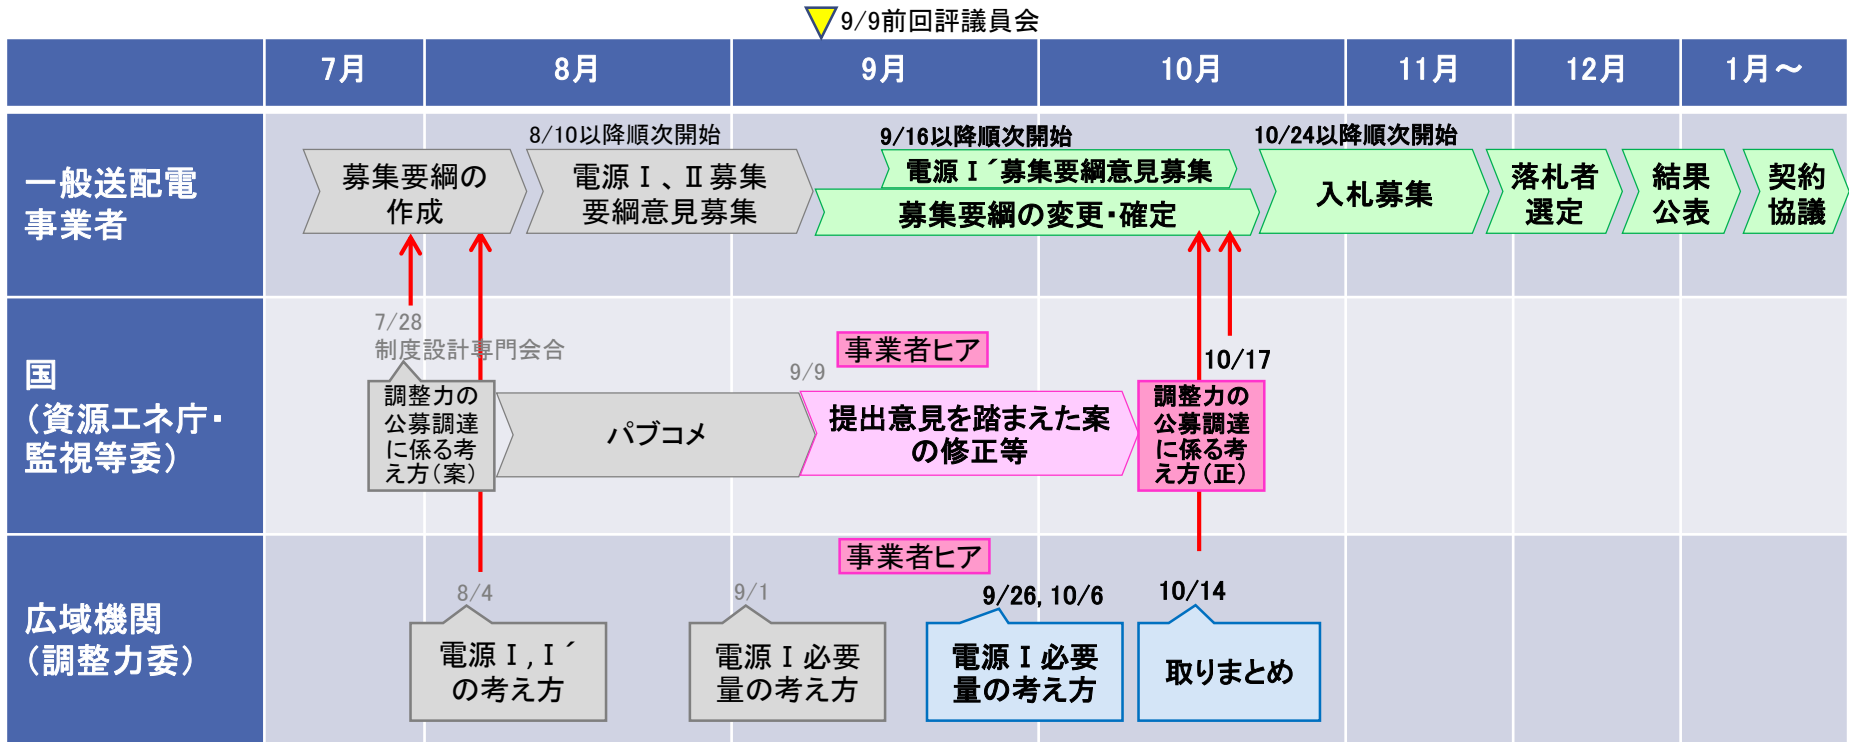 9/9前回評議員会
7月
8月
9月
10月
11月
12月
1月～
一般送配電
事業者
募集要綱の
作成
8/10以降順次開始
電源Ⅰ、Ⅱ募集
要綱意見募集
9/16以降順次開始
電源Ⅰ´募集要綱意見募集
募集要綱の変更・確定
10/24以降順次開始
入札募集
落札者
選定
結果
公表
契約
協議
国
（資源エネ庁・
監視等委）
7/28
制度設計専門会合
調整力の
公募調達
に係る考
え方（案）
パブコメ
9/9
事業者ヒア
提出意見を踏まえた案
の修正等
10/17
調整力の
公募調達
に係る考
え方（正）
広域機関
（調整力委）
8/4
電源Ⅰ,Ⅰ´
の考え方
9/1
電源Ⅰ必要
量の考え方
事業者ヒア
9/26, 10/6
電源Ⅰ必要
量の考え方
10/14
取りまとめ